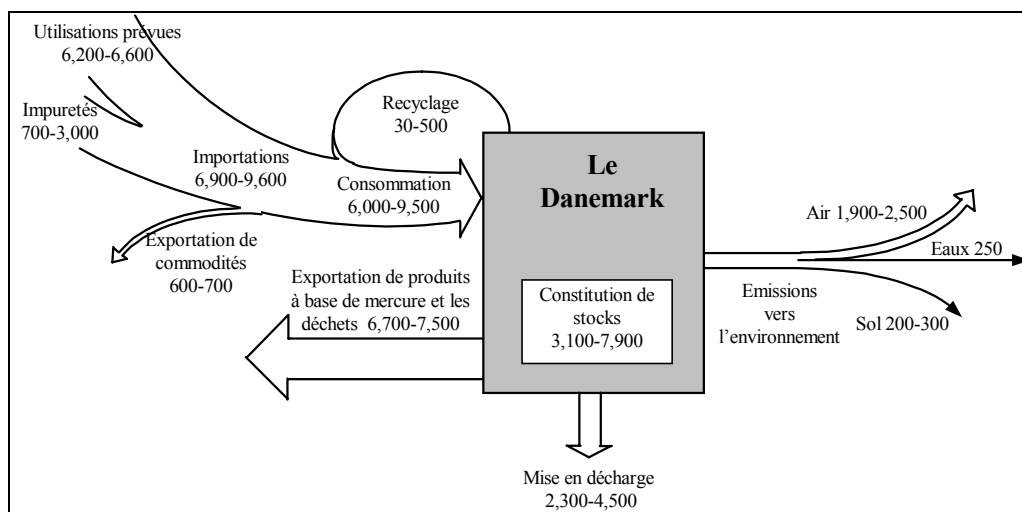 Utilisations prévues
6,200-6,600
Impuretés
700-3,000
Recyclage
30-500
Importations
6,900-9,600
Consommation
6,000-9,500
Exportation de
commodités
600-700
Exportation de produits
à base de mercure et les
déchets 6,700-7,500
Le
Danemark
Constitution de
stocks
3,100-7,900
Air 1,900-2,500
Eaux 250
Emissions
vers
l'environnement
Sol 200-300
Mise en décharge
2,300-4,500